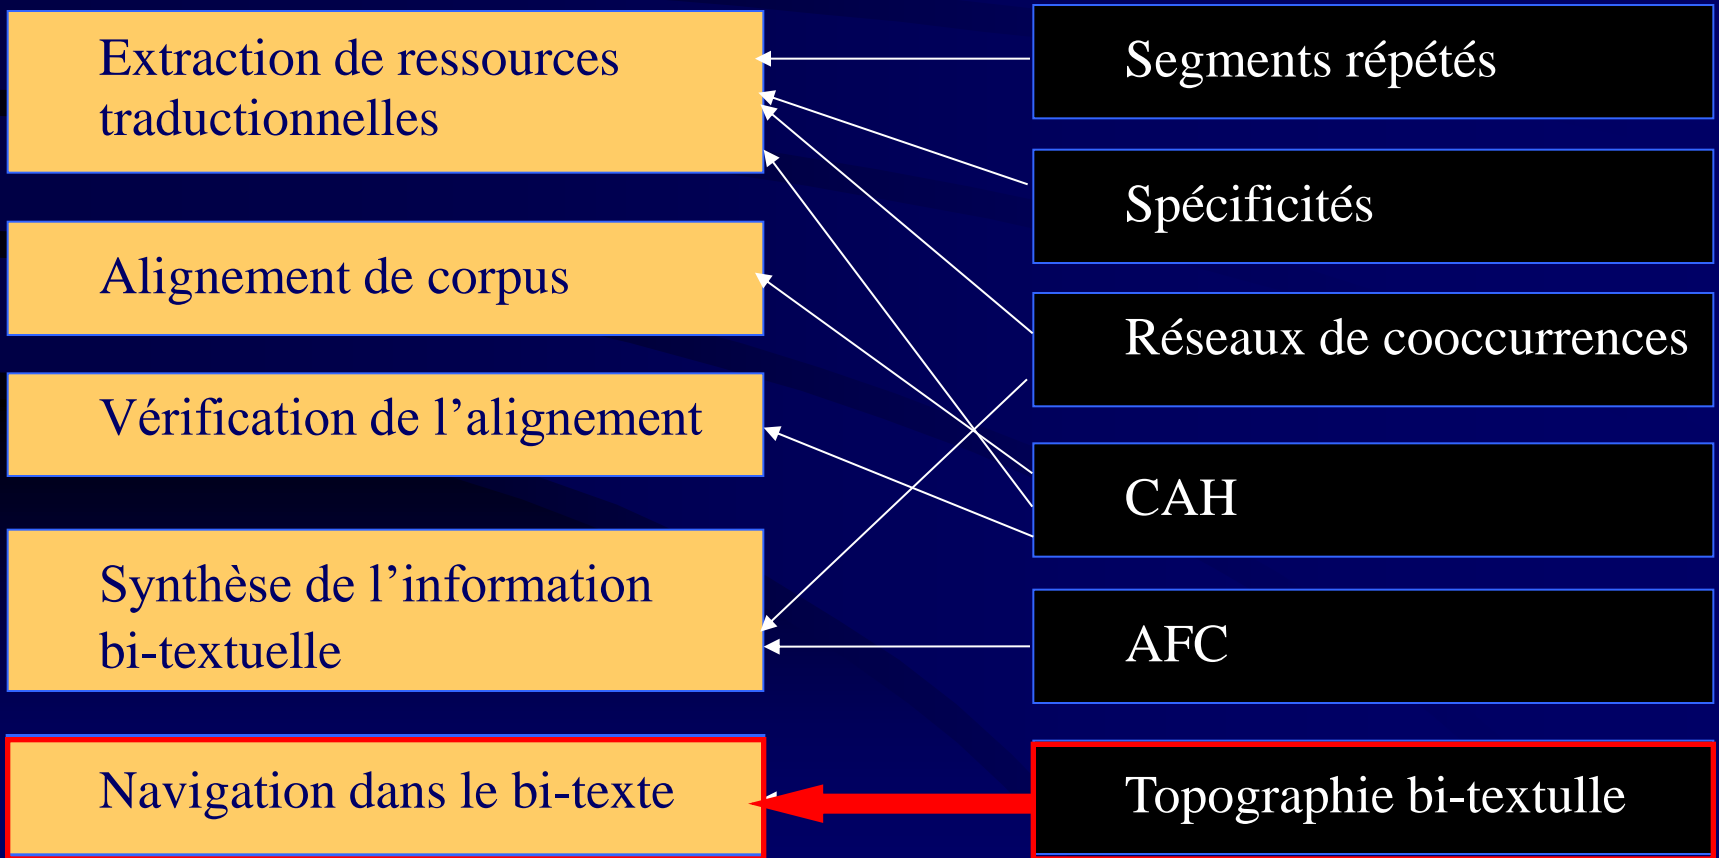 Extraction de ressources
traductionnelles
Alignement de corpus
Vérification de l’alignement
Synthèse de l’information
bi-textuelle
Navigation dans le bi-texte
Segments répétés
Spécificités
Réseaux de cooccurrences
CAH
AFC
Topographie bi-textulle